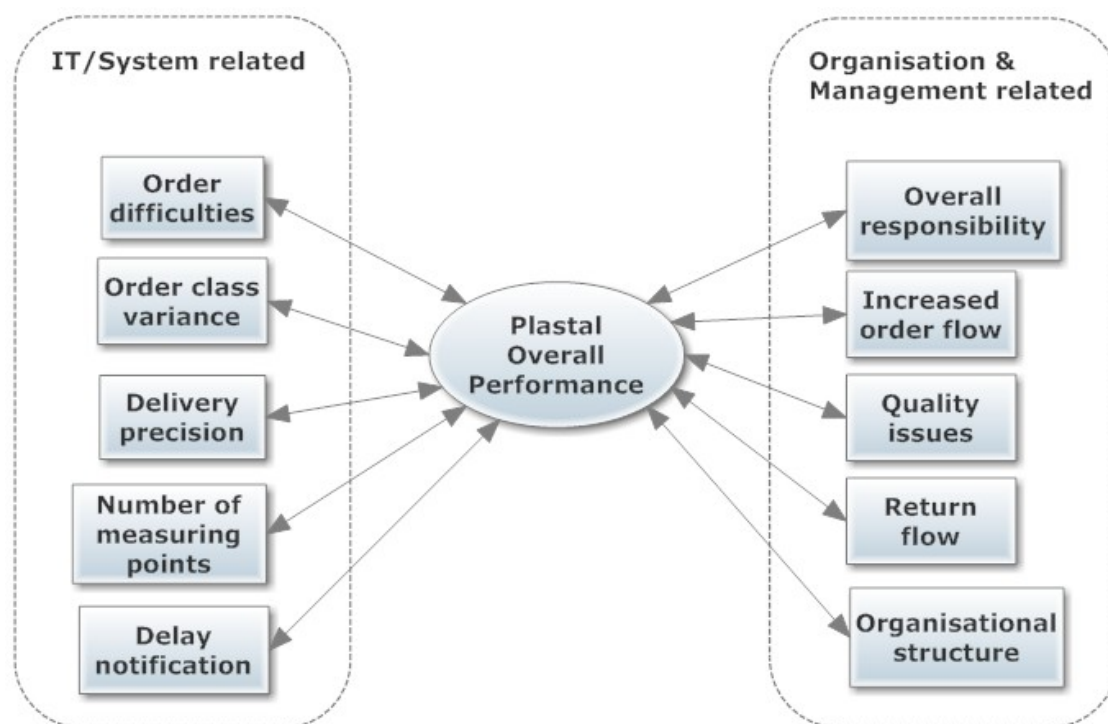 IT/System related
Order
difficulties
Order class
variance
Delivery
precision
Number of
measuring
points
Delay
notification
Plastal
Overall
Performance
Organisation &
Management related
Overall
responsibility
Increased
order flow
Quality
issues
Return
flow
Organisational
structure